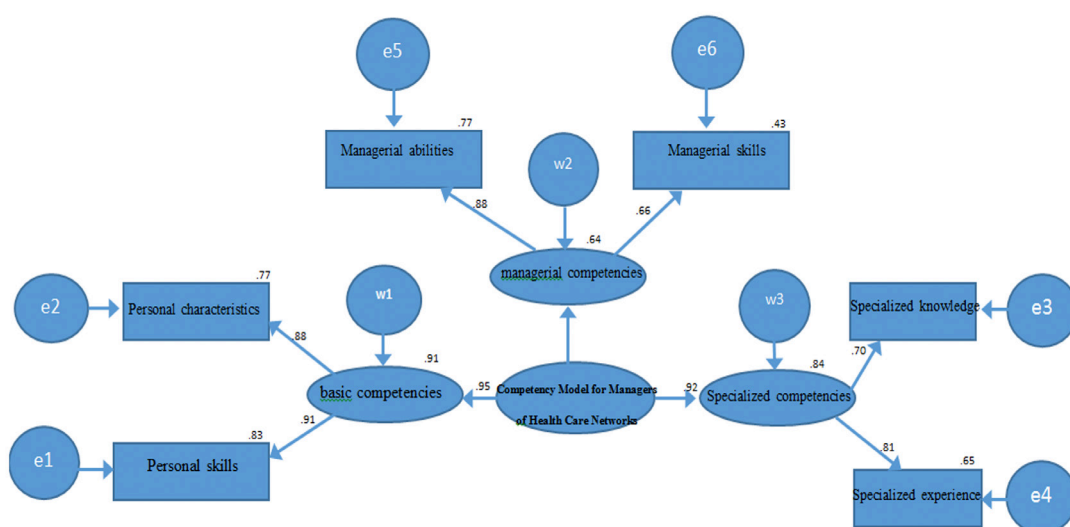 e5
e6
.77
.43
Managerial abilities
Managerial skills
w2
.88
.66
.64
managerial competencies
.77
e2
Personal characteristics
w1
w3
Specialized knowledge
e3
.88
.70
.91
.84
basic competencies
.95
Competency Model for Managers
of Health Care Networks
.92
Specialized competencies
.91
.83
.81
.65
e1
Personal skills
Specialized experience
e4